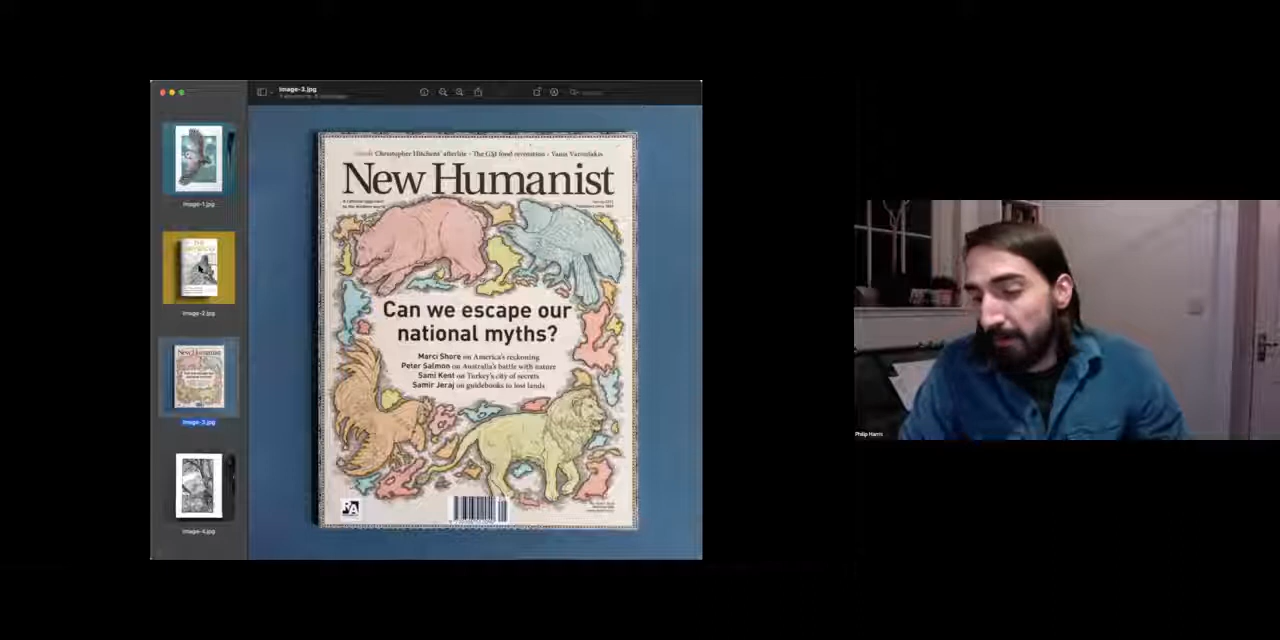 image-3.jpg
image-1.jpg
image-2.jpg
image-3.jpg
image-4.jpg
Christopher Hitchens' afterlife • The GM food revolution • Yanis Varoufakis
New Humanist
Can we escape our
national myths?
Marci Shore on America's reckoning
Peter Salmon on Australia's battle with nature
Sami Kent on Turkey's city of secrets
Samir Jeraj on guidebooks to lost lands
RA
Philip Harris